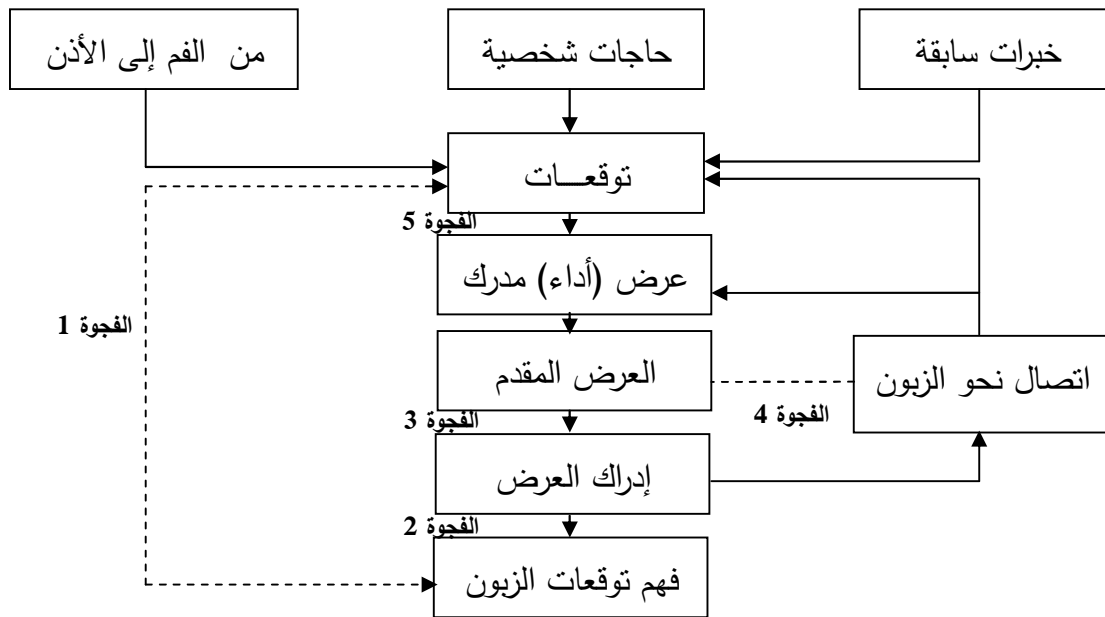 خبرات سابقة
حاجات شخصية
من الفم إلى الأذن
توقعـــات
الفجوة 5
عرض (أداء) مدرك
الفجوة 1
العرض المقدم
اتصال نحو الزبون
الفجوة 4
الفجوة 3
إدراك العرض
الفجوة 2
فهم توقعات الزبون